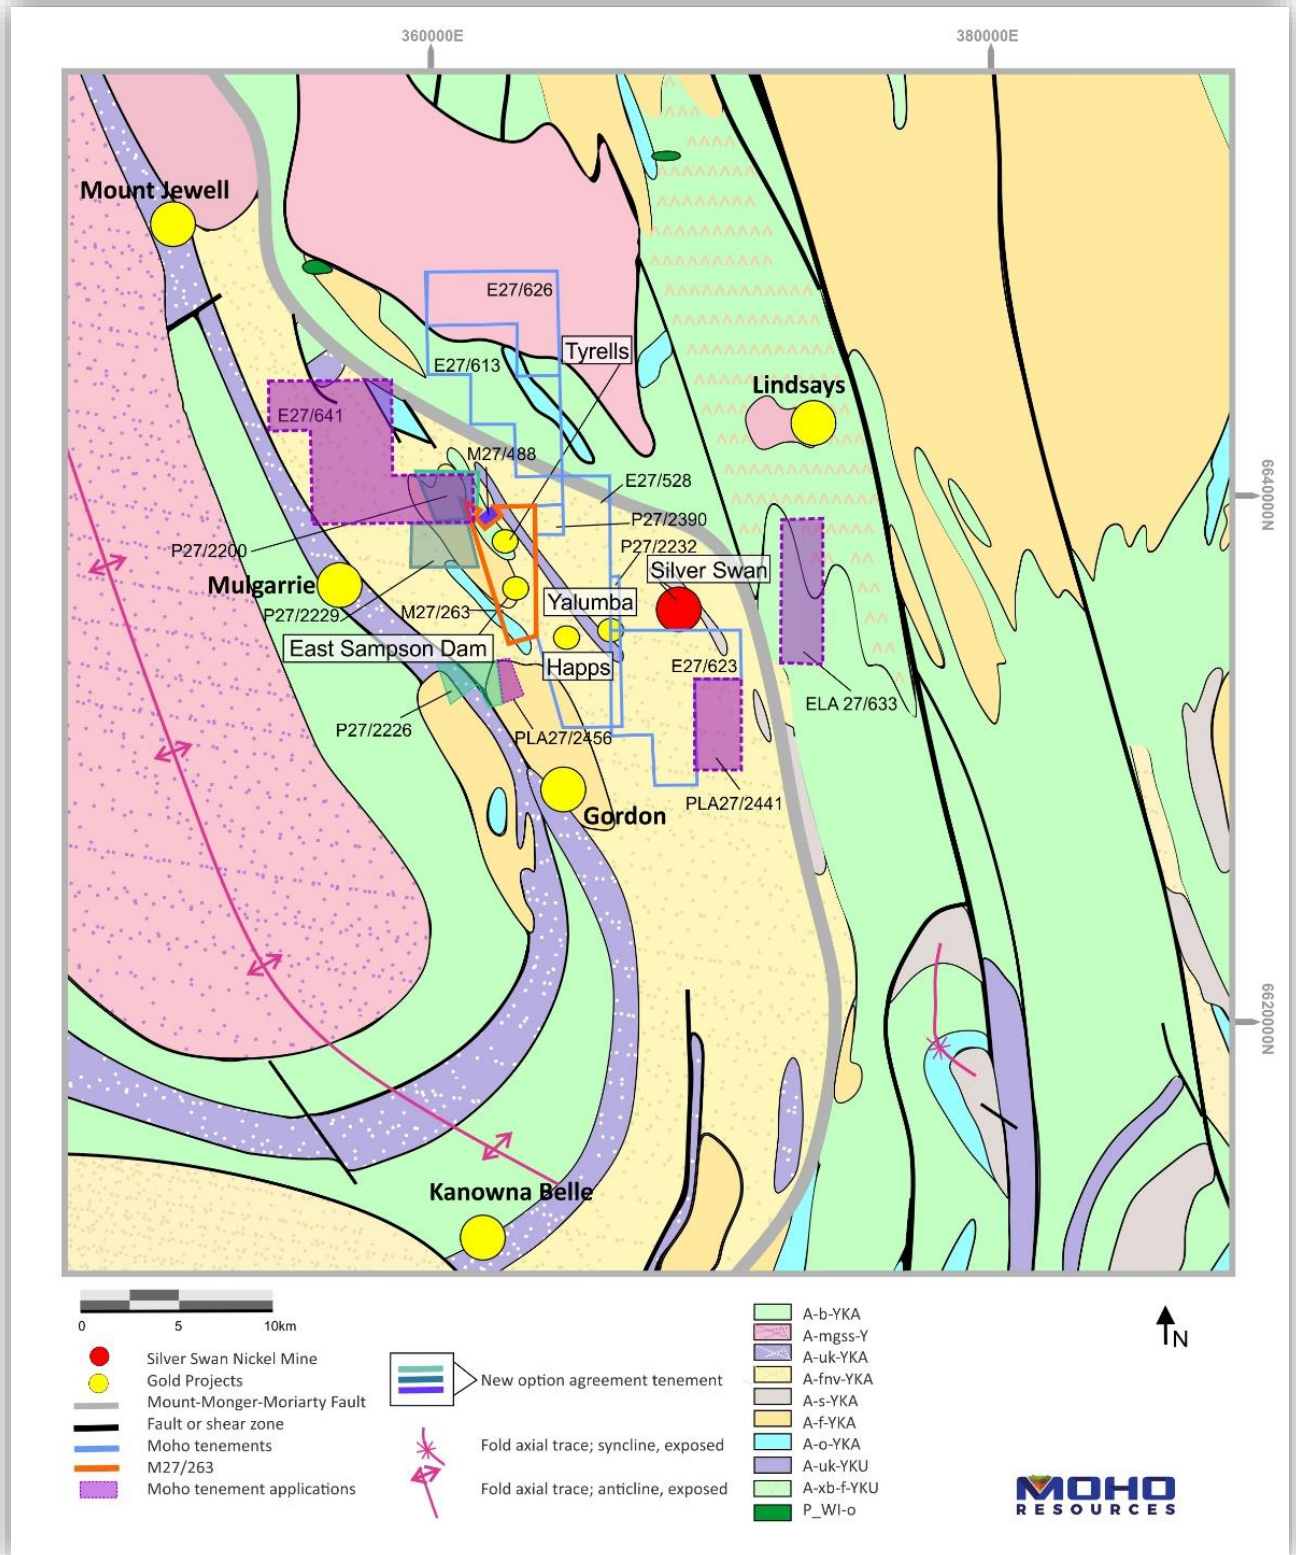 360000E
380000E
Mount Jewell
E27/626
Tyrells
E27/613
Lindsays
E27/641
M27/488
E27/528
6640000N
P27/2390
P27/2200
P27/2232
Silver Swan
Mulgarrie
Yalumba
P27/2229
M27/263
East Sampson Dam
Happs
E27/623
ELA 27/633
P27/2226
PLA27/2456
PLA27/2441
Gordon
6620000N
Kanowna Belle
0 5 10km
Silver Swan Nickel Mine
Gold Projects
Mount-Monger-Moriarty Fault
Fault or shear zone
Moho tenements
M27/263
Moho tenement applications
New option agreement tenement
Fold axial trace; syncline, exposed
Fold axial trace; anticline, exposed
A-b-YKA
A-mgss-Y
A-uk-YKA
A-fnv-YKA
A-s-YKA
A-f-YKA
A-o-YKA
A-uk-YKU
A-xb-f-YKU
P_WI-o
N
MOHO
RESOURCES